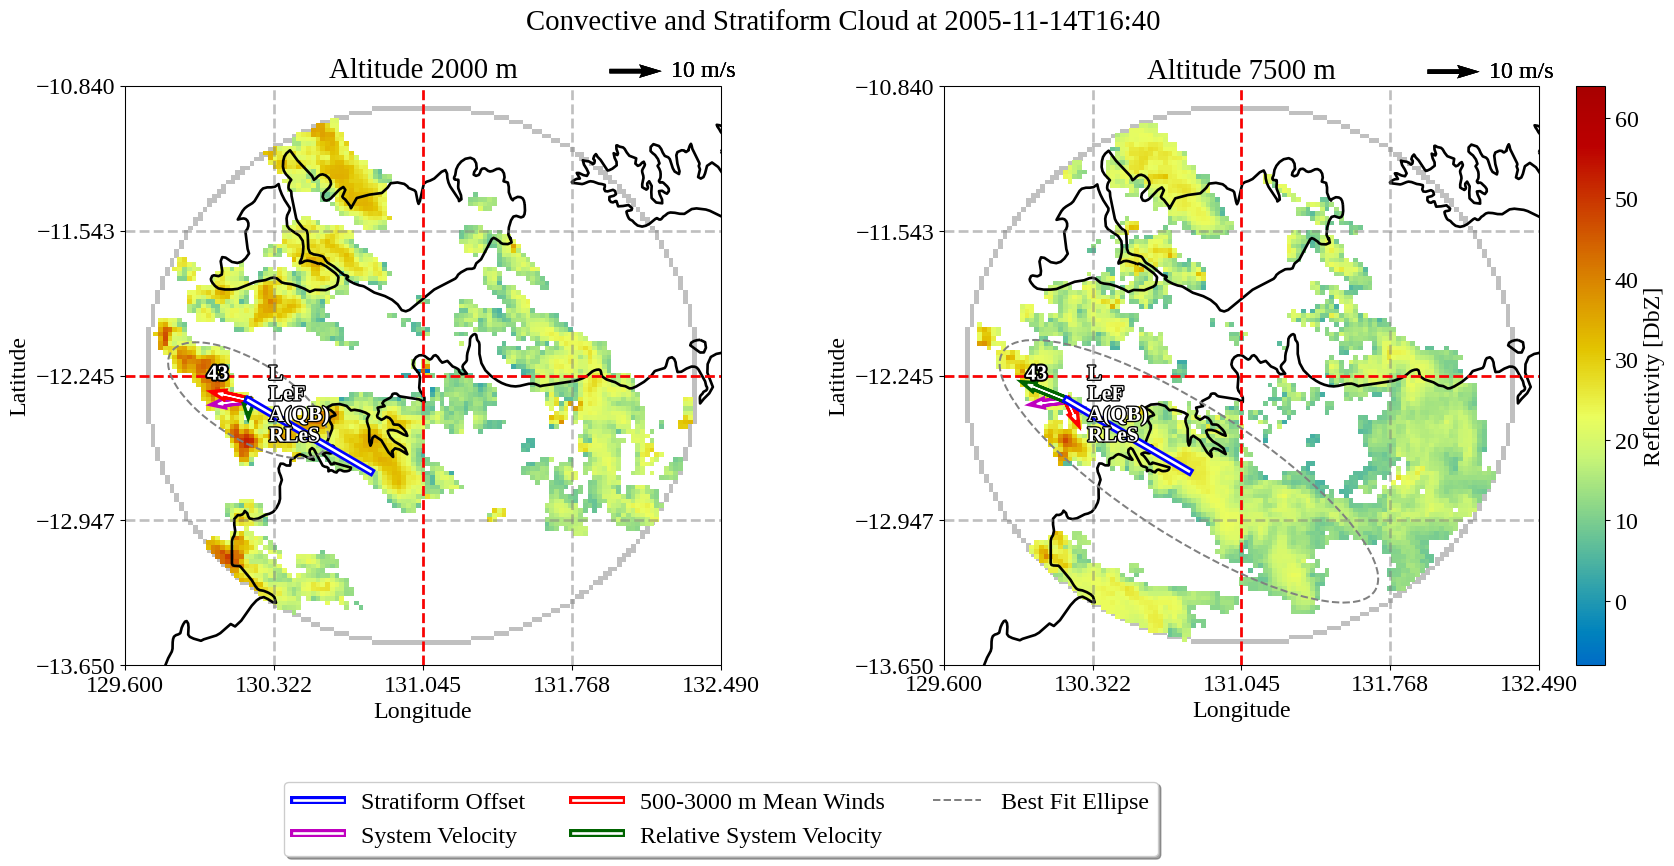 Convective and Stratiform Cloud at 2005-11-14T16:40
Altitude 2000 m
10 m/s
−10.840
−11.543
−12.245
−12.947
−13.650
Latitude
129.600
130.322
131.045
131.768
132.490
Longitude
43
L
LeF
A(QB)
RLeS
Altitude 7500 m
10 m/s
−10.840
−11.543
−12.245
−12.947
−13.650
Latitude
129.600
130.322
131.045
131.768
132.490
Longitude
43
L
LeF
A(QB)
RLeS
60
50
40
30
20
10
0
Reflectivity [DbZ]
Stratiform Offset
System Velocity
500-3000 m Mean Winds
Relative System Velocity
Best Fit Ellipse